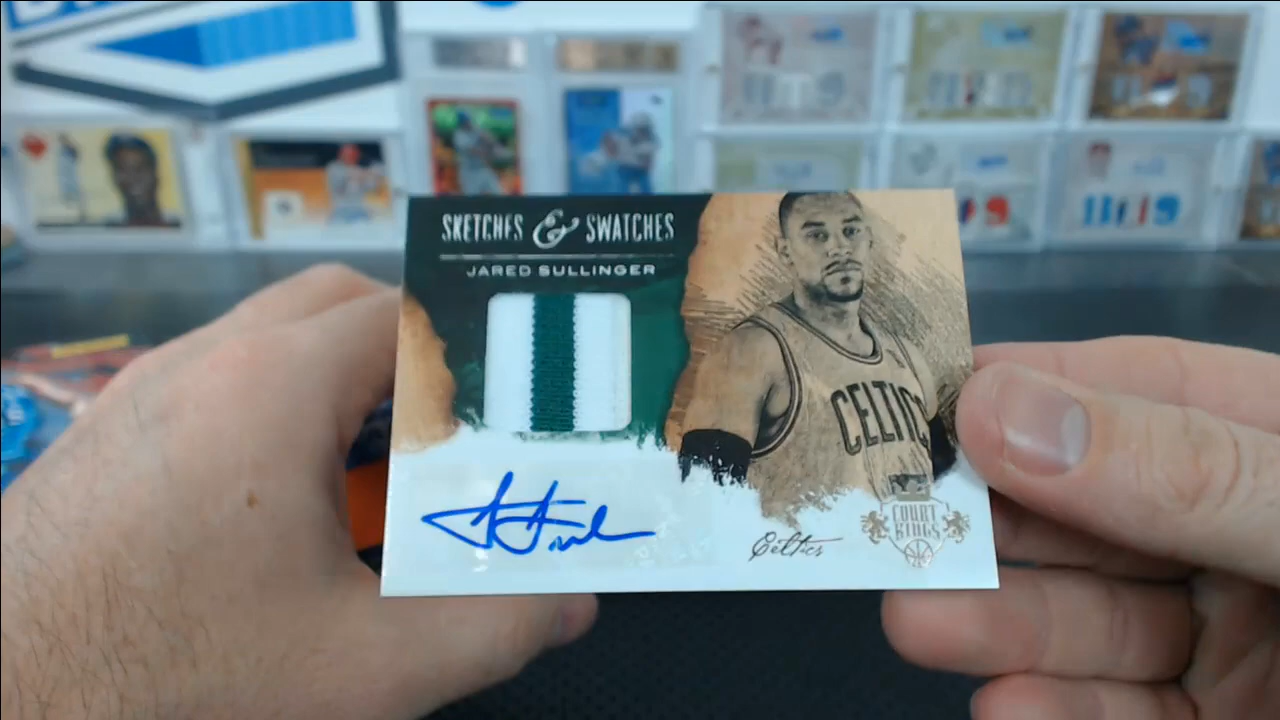 SKETCHES & SWATCHES
JARED SULLINGER
CELTICS
Celtics
COURT
KINGS